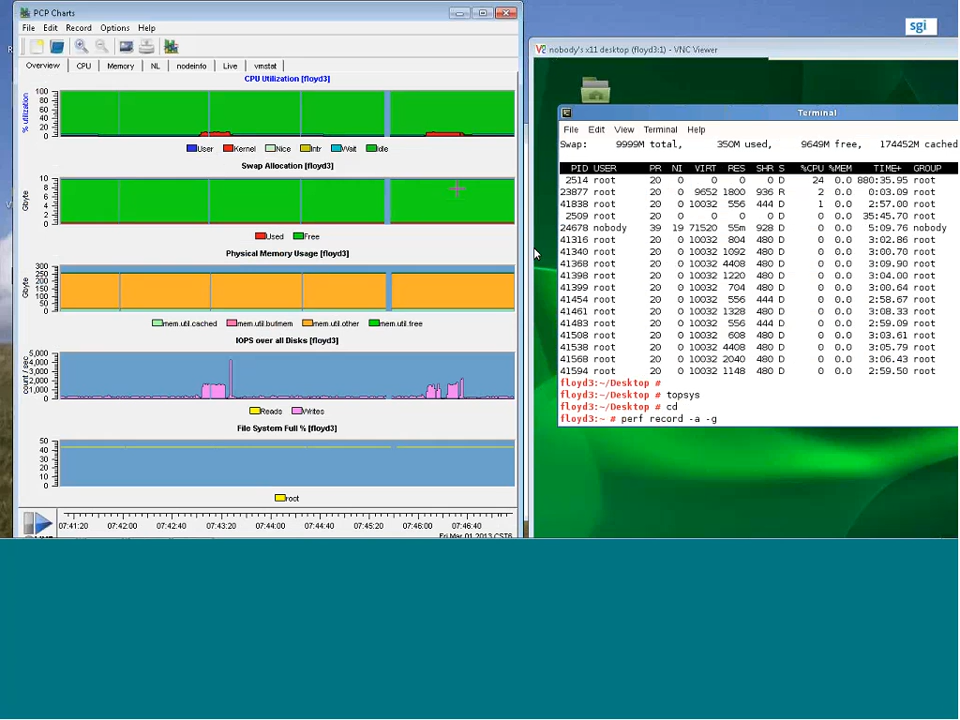 PCP Charts
File Edit Record Options Help
Overview CPU Memory NL nodeinfo Live vmstat
CPU Utilization [floyd3]
% utilization
100
80
60
40
20
0
User Kernel Nice Intr Wait Idle
Swap Allocation [floyd3]
Gbyte
10
8
6
4
2
0
Used Free
Physical Memory Usage [floyd3]
Gbyte
300
250
200
150
100
50
0
mem.util.cached mem.util.bufmem mem.util.other mem.util.free
IOPS over all Disks [floyd3]
count / sec
5,000
4,000
3,000
2,000
1,000
0
Reads Writes
File System Full % [floyd3]
50
40
30
20
10
0
root
07:41:20 07:42:00 07:42:40 07:43:20 07:44:00 07:44:40 07:45:20 07:46:00 07:46:40
Fri Mar 01 2013 CST6
sgi
nobody's x11 desktop (floyd3:1) - VNC Viewer
Terminal
File Edit View Terminal Help
Swap: 9999M total, 350M used, 9649M free, 174452M cached
PID USER PR NI VIRT RES SHR S %CPU %MEM TIME+ GROUP
2514 root 20 0 0 0 0 D 24 0.0 880:35.95 root
23877 root 20 0 9652 1800 936 R 2 0.0 0:03.09 root
41838 root 20 0 10032 556 444 D 1 0.0 2:57.00 root
2509 root 20 0 0 0 0 D 0 0.0 35:45.70 root
24678 nobody 39 19 71520 55m 928 D 0 0.0 5:09.76 nobody
41316 root 20 0 10032 804 480 D 0 0.0 3:02.86 root
41340 root 20 0 10032 1092 480 D 0 0.0 3:00.70 root
41368 root 20 0 10032 4408 480 D 0 0.0 3:09.90 root
41398 root 20 0 10032 1220 480 D 0 0.0 3:04.00 root
41399 root 20 0 10032 704 480 D 0 0.0 3:00.64 root
41454 root 20 0 10032 556 444 D 0 0.0 2:58.67 root
41461 root 20 0 10032 1328 480 D 0 0.0 3:08.33 root
41483 root 20 0 10032 556 444 D 0 0.0 2:59.09 root
41508 root 20 0 10032 608 480 D 0 0.0 3:03.61 root
41538 root 20 0 10032 4408 480 D 0 0.0 3:05.79 root
41568 root 20 0 10032 2040 480 D 0 0.0 3:06.43 root
41594 root 20 0 10032 1148 480 D 0 0.0 2:59.50 root
floyd3:~/Desktop #
floyd3:~/Desktop # topsys
floyd3:~/Desktop # cd
floyd3:~ # perf record -a -g